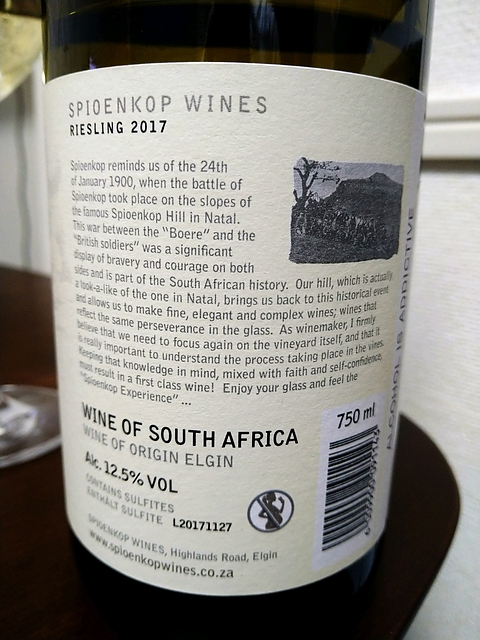 SPIOENKOP WINES
RIESLING 2017
Spioenkop reminds us of the 24th
of January 1900, when the battle of
Spioenkop took place on the slopes of
the famous Spioenkop Hill in Natal.
This war between the "Boere" and the
"British soldiers" was a significant
display of bravery and courage on both
sides and is part of the South African history. Our hill, which is actually
a look-a-like of the one in Natal, brings us back to this historical event
and allows us to make fine, elegant and complex wines; wines that
reflect the same perseverance in the glass. As winemaker, I firmly
believe that we need to focus again on the vineyard itself, and that it
is really important to understand the process taking place in the vines.
Keeping that knowledge in mind, mixed with faith and self-confidence,
must result in a first class wine! Enjoy your glass and feel the
"Spioenkop Experience" ...
WINE OF SOUTH AFRICA
WINE OF ORIGIN ELGIN
750 ml
Alc. 12.5% VOL
CONTAINS SULFITES
ENTHÄLT SULFITE L20171127
SPIOENKOP WINES, Highlands Road, Elgin
www.spioenkopwines.co.za
ALCOHOL IS ADDICTIVE